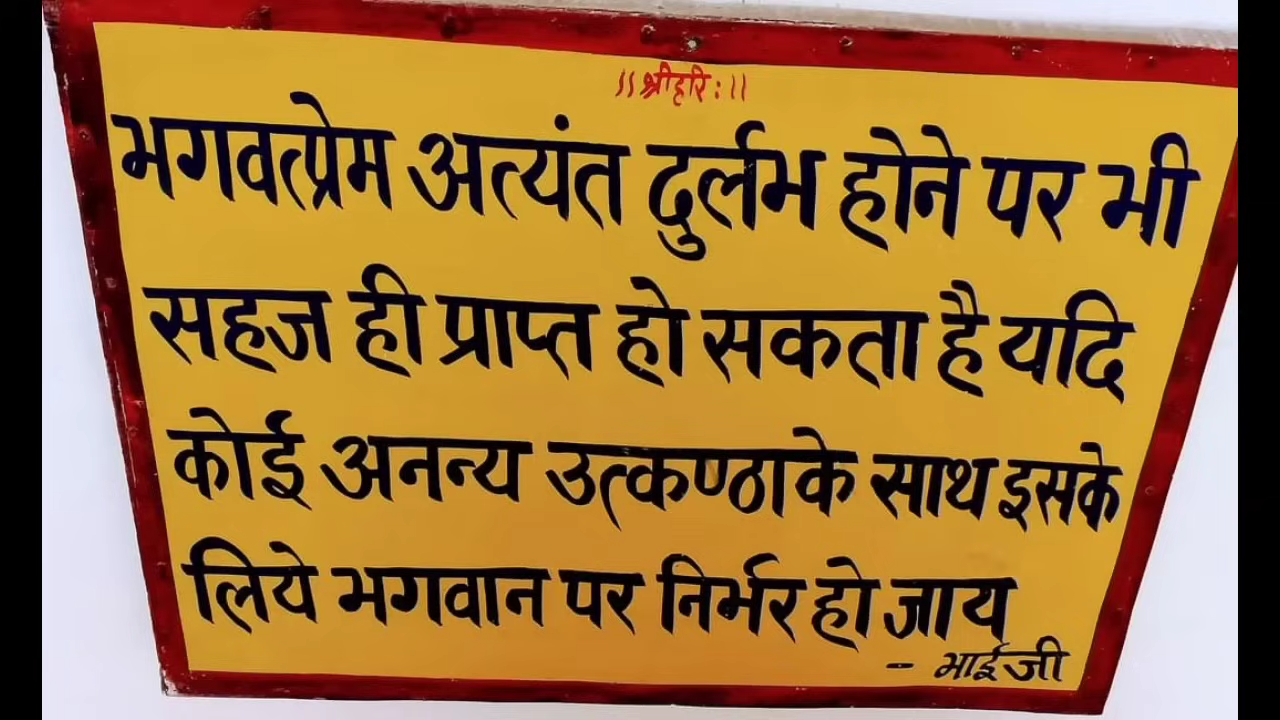 ॥श्रीहरि:॥
भगवत्प्रेम अत्यंत दुर्लभ होने पर भी
सहज ही प्राप्त हो सकता है यदि
कोई अनन्य उत्कण्ठाके साथ इसके
लिये भगवान पर निर्भर हो जाय
- भाईजी